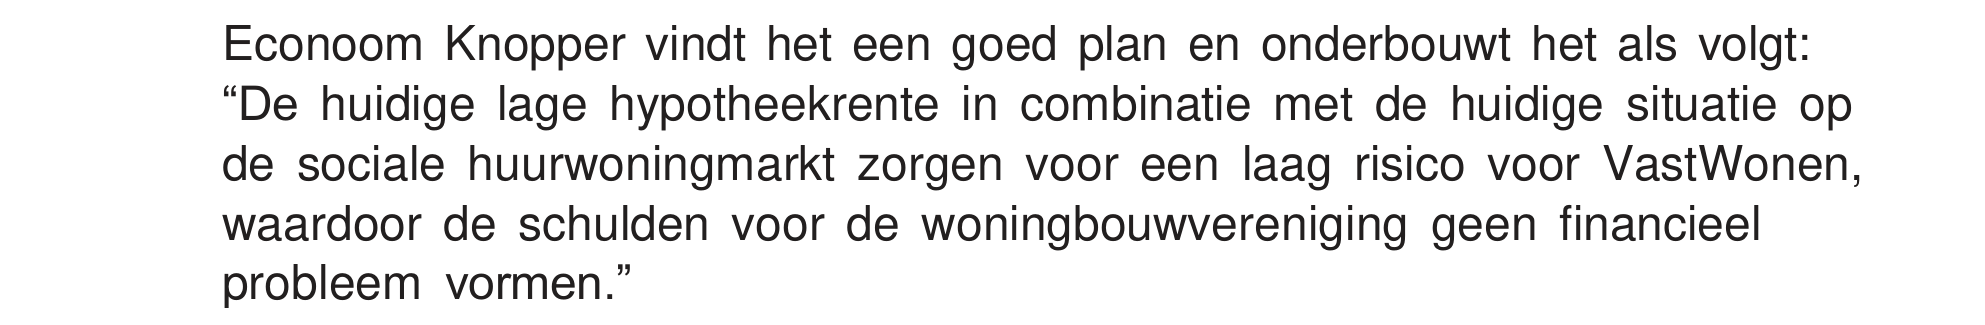 Econoom Knopper vindt het een goed plan en onderbouwt het als volgt:
“De huidige lage hypotheekrente in combinatie met de huidige situatie op
de sociale huurwoningmarkt zorgen voor een laag risico voor VastWonen,
waardoor de schulden voor de woningbouwvereniging geen financieel
probleem vormen.”